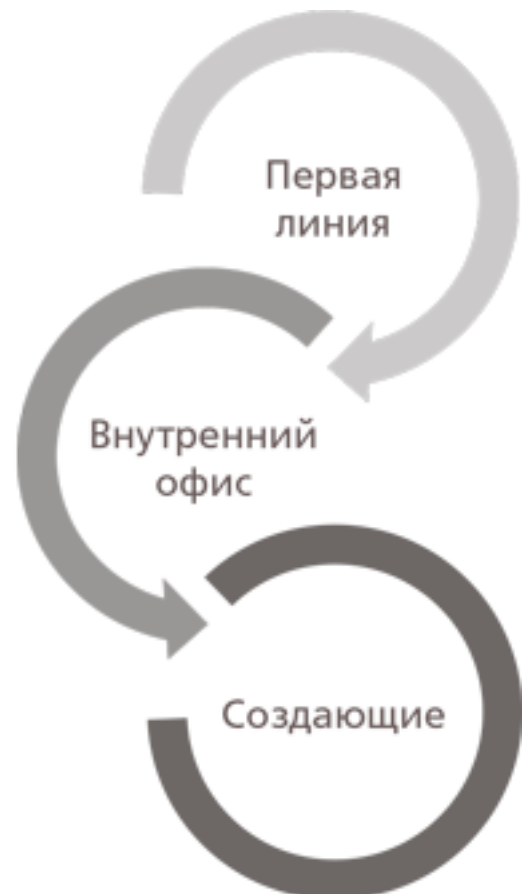 Первая
линия
Внутренний
офис
Создающие